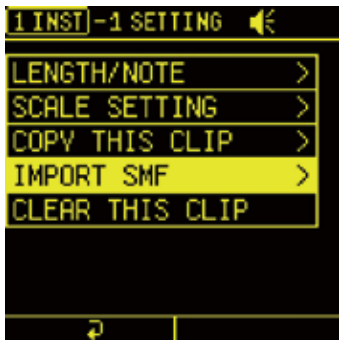 1 INST-1 SETTING
LENGTH/NOTE >
SCALE SETTING >
COPY THIS CLIP >
IMPORT SMF >
CLEAR THIS CLIP